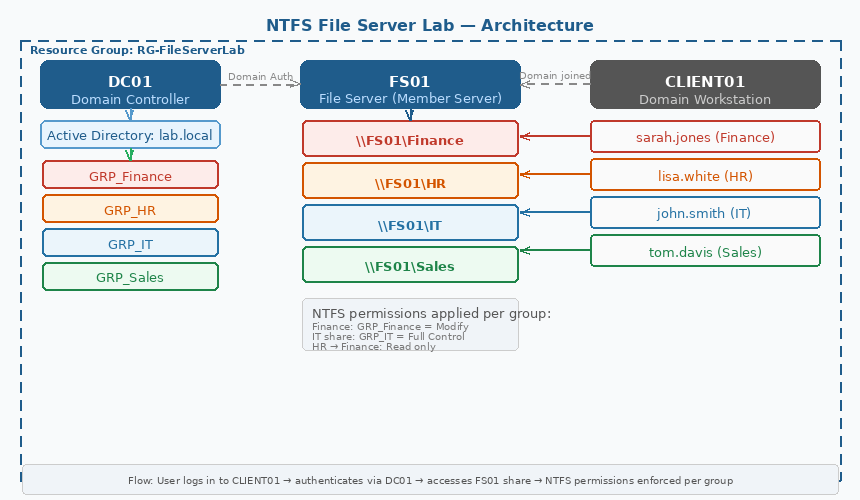 NTFS File Server Lab — Architecture
Resource Group: RG-FileServerLab
DC01
Domain Controller
Domain Auth
FS01
File Server (Member Server)
Domain joined
CLIENT01
Domain Workstation
Active Directory: lab.local
GRP_Finance
GRP_HR
GRP_IT
GRP_Sales
\\FS01\Finance
\\FS01\HR
\\FS01\IT
\\FS01\Sales
sarah.jones (Finance)
lisa.white (HR)
john.smith (IT)
tom.davis (Sales)
NTFS permissions applied per group:
Finance: GRP_Finance = Modify
IT share: GRP_IT = Full Control
HR → Finance: Read only
Flow: User logs in to CLIENT01 → authenticates via DC01 → accesses FS01 share → NTFS permissions enforced per group